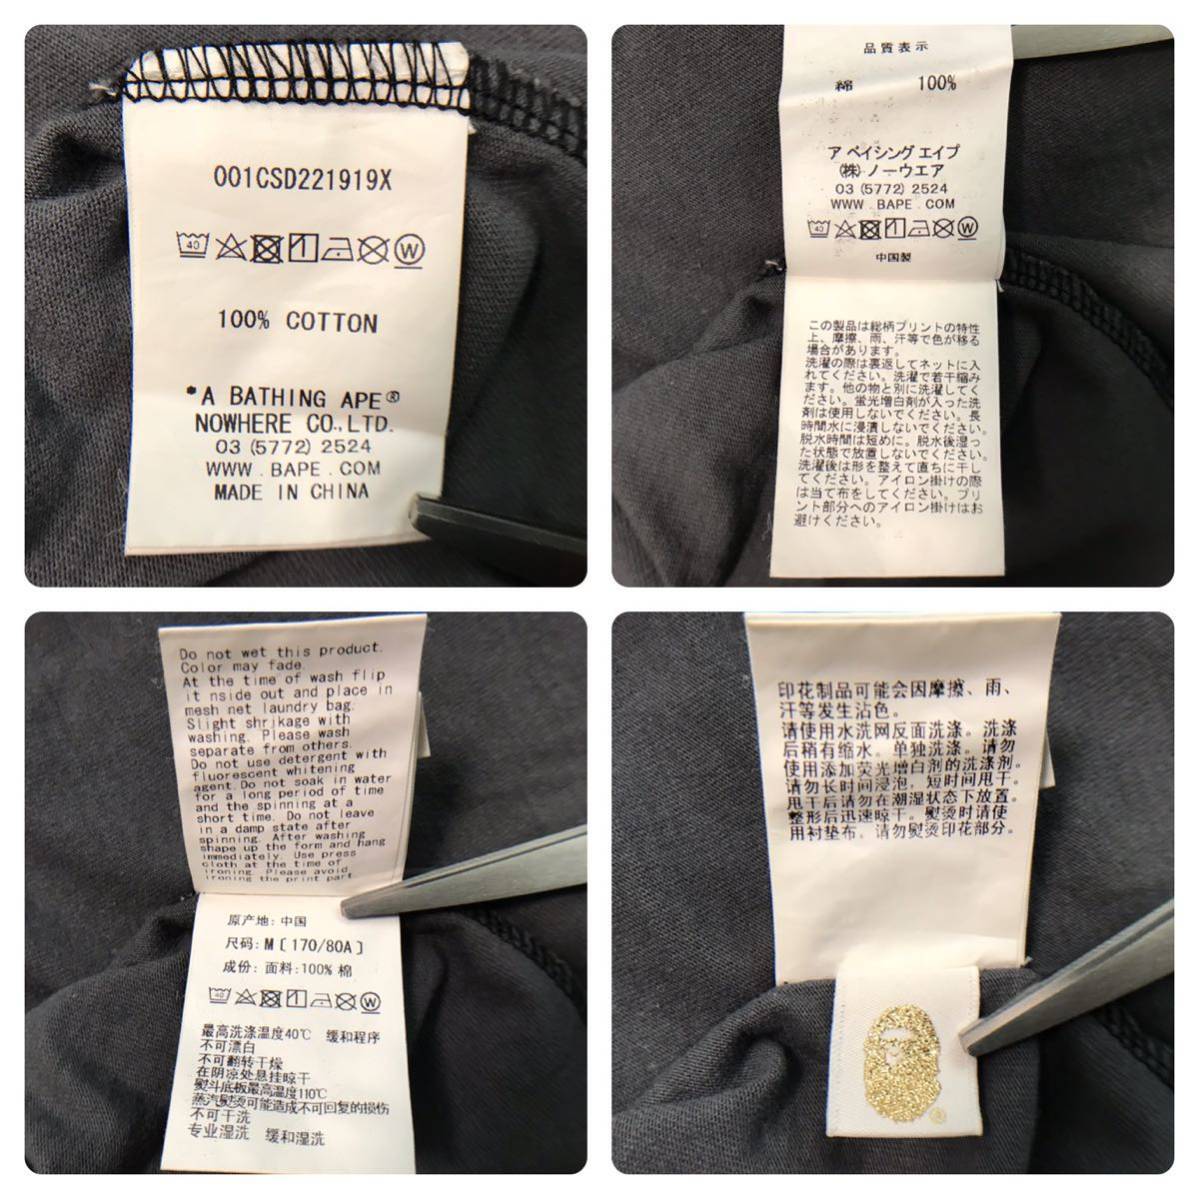 001CSD221919X
40
100% COTTON
*A BATHING APE®
NOWHERE CO.,LTD.
03 (5772) 2524
WWW . BAPE . COM
MADE IN CHINA
品質表示
綿 100%
ア ベイシング エイプ
(株) ノーウエア
03 (5772) 2524
WWW . BAPE . COM
中国製
この製品は総柄プリントの特性
上、摩擦、雨、汗等で色が移る
場合があります。
洗濯の際は裏返してネットに入
れてください。洗濯で若干縮み
ます。他の物と別に洗濯してく
ださい。蛍光増白剤が入った洗
剤は使用しないでください。長
時間水に浸漬しないでください。
脱水時間は短めに。脱水後湿っ
た状態で放置しないでください。
洗濯後は形を整えて直ちに干し
てください。アイロン掛けの際
は当て布をしてください。プリ
ント部分へのアイロン掛けはお
避けください。
Do not wet this product.
Color may fade.
At the time of wash flip
it nside out and place in
mesh net laundry bag.
Slight shrikage with
washing. Please wash
separate from others.
Do not use detergent with
fluorescent whitening
agent.Do not soak in water
for a long period of time
and the spinning at a
short time. Do not leave
in a damp state after
spinning. After washing
shape up the form and hang
immediately. Use press
cloth at the time of
ironing. Please avoid
ironing the print part
原产地: 中国
尺码: M [ 170/80A ]
成份: 面料:100% 棉
40
最高洗涤温度40℃ 缓和程序
不可漂白
不可翻转干燥
在阴凉处悬挂晾干
熨斗底板最高温度110℃
蒸汽熨烫可能造成不可回复的损伤
不可干洗
专业湿洗 缓和湿洗
印花制品可能会因摩擦、雨、
汗等发生沾色。
请使用水洗网反面洗涤。洗涤
后稍有缩水。单独洗涤。请勿
使用添加荧光增白剂的洗涤剂。
请勿长时间浸泡，短时间甩干。
甩干后请勿在潮湿状态下放置。
整形后迅速晾干。熨烫时请使
用衬垫布。请勿熨烫印花部分。